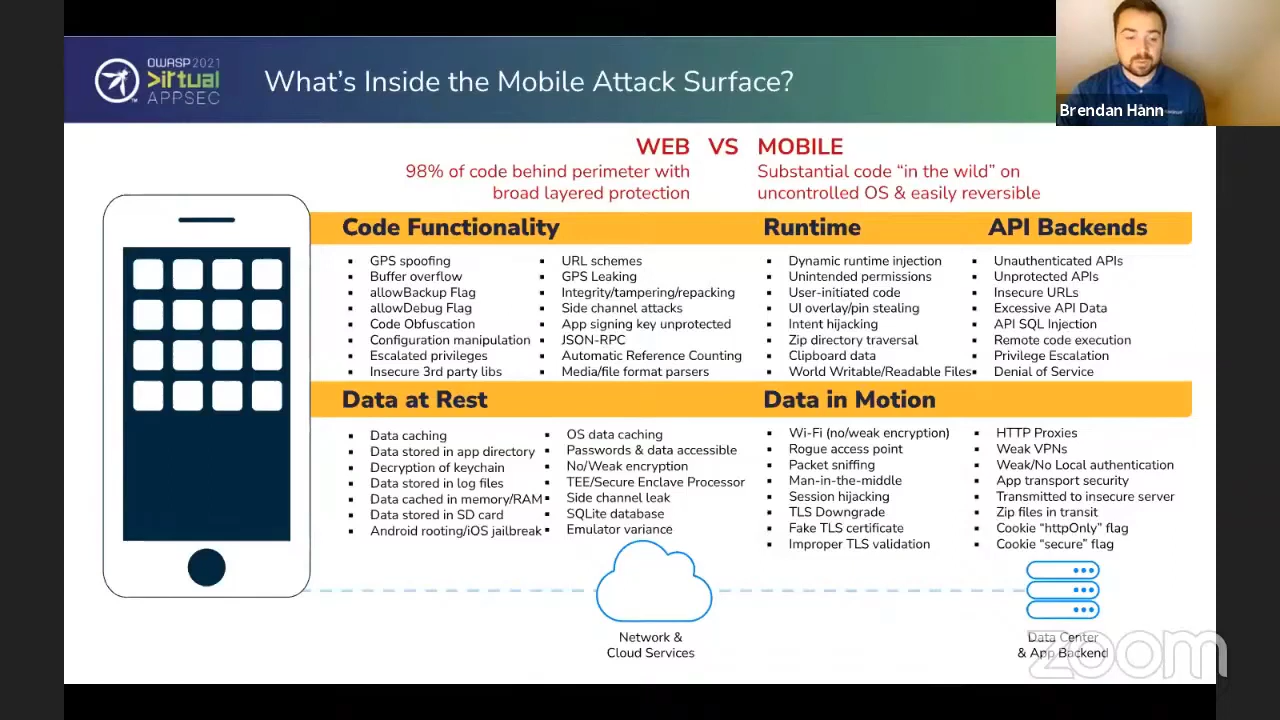 OWASP 2021
Virtual
APPSEC
What's Inside the Mobile Attack Surface?
Brendan Hann
WEB VS MOBILE
98% of code behind perimeter with
broad layered protection
Substantial code "in the wild" on
uncontrolled OS & easily reversible
Code Functionality
GPS spoofing
Buffer overflow
allowBackup Flag
allowDebug Flag
Code Obfuscation
Configuration manipulation
Escalated privileges
Insecure 3rd party libs
URL schemes
GPS Leaking
Integrity/tampering/repacking
Side channel attacks
App signing key unprotected
JSON-RPC
Automatic Reference Counting
Media/file format parsers
Runtime
Dynamic runtime injection
Unintended permissions
User-initiated code
UI overlay/pin stealing
Intent hijacking
Zip directory traversal
Clipboard data
World Writable/Readable Files
API Backends
Unauthenticated APIs
Unprotected APIs
Insecure URLs
Excessive API Data
API SQL Injection
Remote code execution
Privilege Escalation
Denial of Service
Data at Rest
Data caching
Data stored in app directory
Decryption of keychain
Data stored in log files
Data cached in memory/RAM
Data stored in SD card
Android rooting/iOS jailbreak
OS data caching
Passwords & data accessible
No/Weak encryption
TEE/Secure Enclave Processor
Side channel leak
SQLite database
Emulator variance
Data in Motion
Wi-Fi (no/weak encryption)
Rogue access point
Packet sniffing
Man-in-the-middle
Session hijacking
TLS Downgrade
Fake TLS certificate
Improper TLS validation
HTTP Proxies
Weak VPNs
Weak/No Local authentication
App transport security
Transmitted to insecure server
Zip files in transit
Cookie "httpOnly" flag
Cookie "secure" flag
Network &
Cloud Services
Data Center
& App Backend
zoom